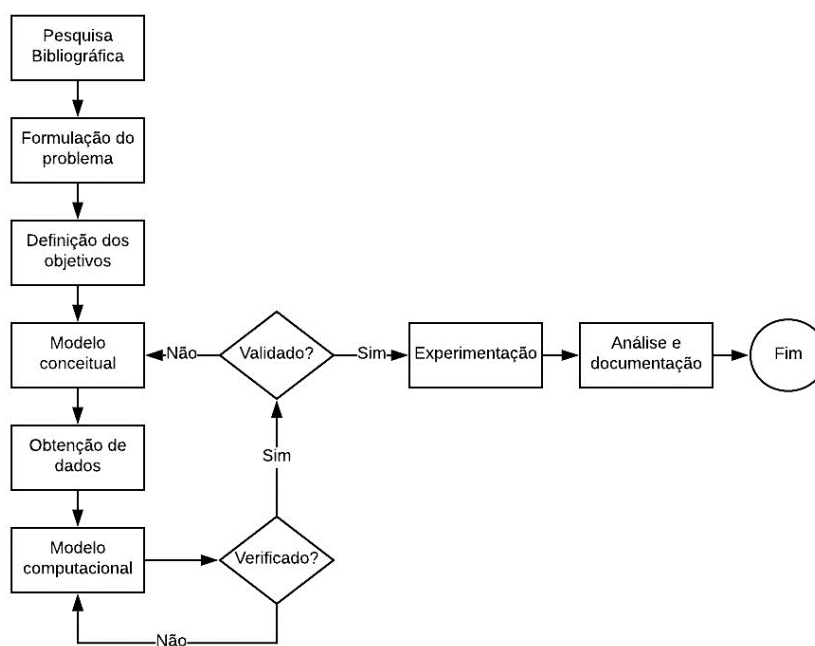 Pesquisa
Bibliográfica
Formulação do
problema
Definição dos
objetivos
Modelo
conceitual
Não
Validado?
Sim
Experimentação
Análise e
documentação
Fim
Obtenção de
dados
Sim
Modelo
computacional
Verificado?
Não